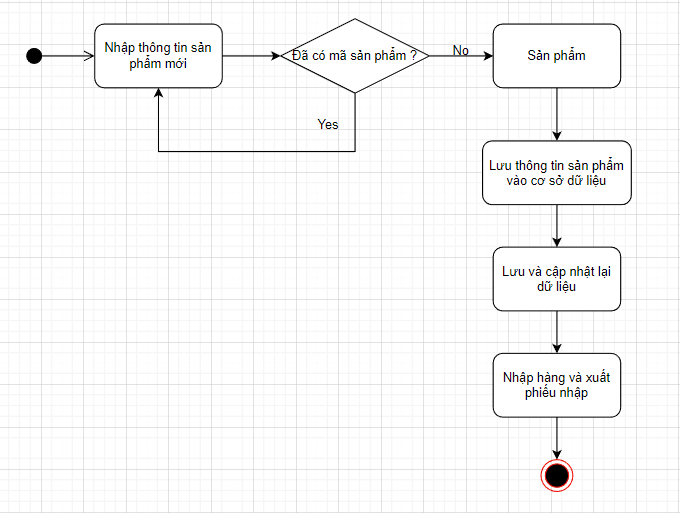 Nhập thông tin sản
phẩm mới
Đã có mã sản phẩm ?
No
Sản phẩm
Yes
Lưu thông tin sản phẩm
vào cơ sở dữ liệu
Lưu và cập nhật lại
dữ liệu
Nhập hàng và xuất
phiếu nhập